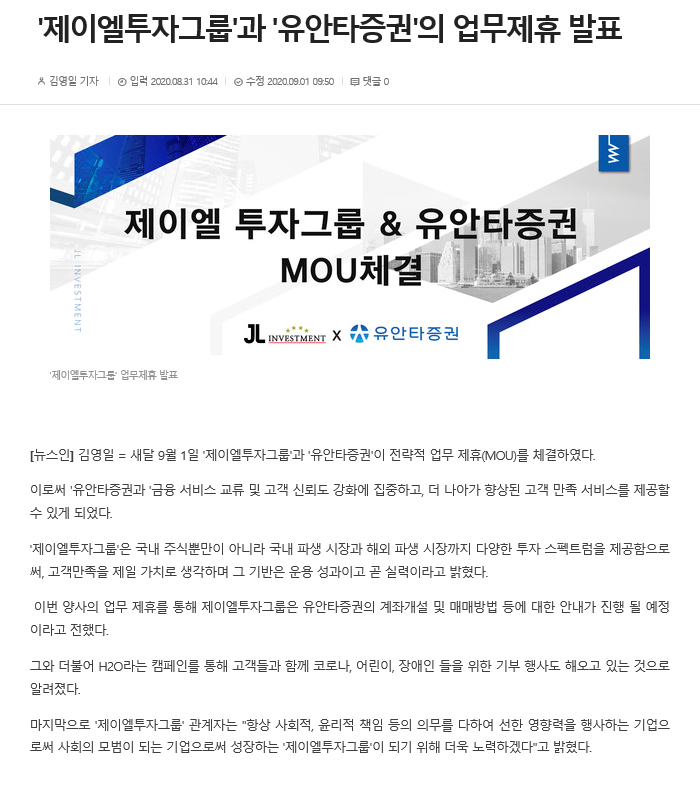 '제이엘투자그룹'과 '유안타증권'의 업무제휴 발표
김영일 기자 입력 2020.08.31 10:44 수정 2020.09.01 09:50 댓글 0
제이엘 투자그룹 & 유안타증권
MOU체결
JL INVESTMENT
JL INVESTMENT X 유안타증권
'제이엘투자그룹' 업무제휴 발표
[뉴스인] 김영일 = 새달 9월 1일 '제이엘투자그룹'과 '유안타증권'이 전략적 업무 제휴(MOU)를 체결하였다.
이로써 '유안타증권과 '금융 서비스 교류 및 고객 신뢰도 강화에 집중하고, 더 나아가 향상된 고객 만족 서비스를 제공할
수 있게 되었다.
'제이엘투자그룹'은 국내 주식뿐만이 아니라 국내 파생 시장과 해외 파생 시장까지 다양한 투자 스펙트럼을 제공함으로
써, 고객만족을 제일 가치로 생각하며 그 기반은 운용 성과이고 곧 실력이라고 밝혔다.
이번 양사의 업무 제휴를 통해 제이엘투자그룹은 유안타증권의 계좌개설 및 매매방법 등에 대한 안내가 진행 될 예정
이라고 전했다.
그와 더불어 H2O라는 캠페인를 통해 고객들과 함께 코로나, 어린이, 장애인 들을 위한 기부 행사도 해오고 있는 것으로
알려졌다.
마지막으로 '제이엘투자그룹' 관계자는 "항상 사회적, 윤리적 책임 등의 의무를 다하여 선한 영향력을 행사하는 기업으
로써 사회의 모범이 되는 기업으로써 성장하는 '제이엘투자그룹'이 되기 위해 더욱 노력하겠다"고 밝혔다.